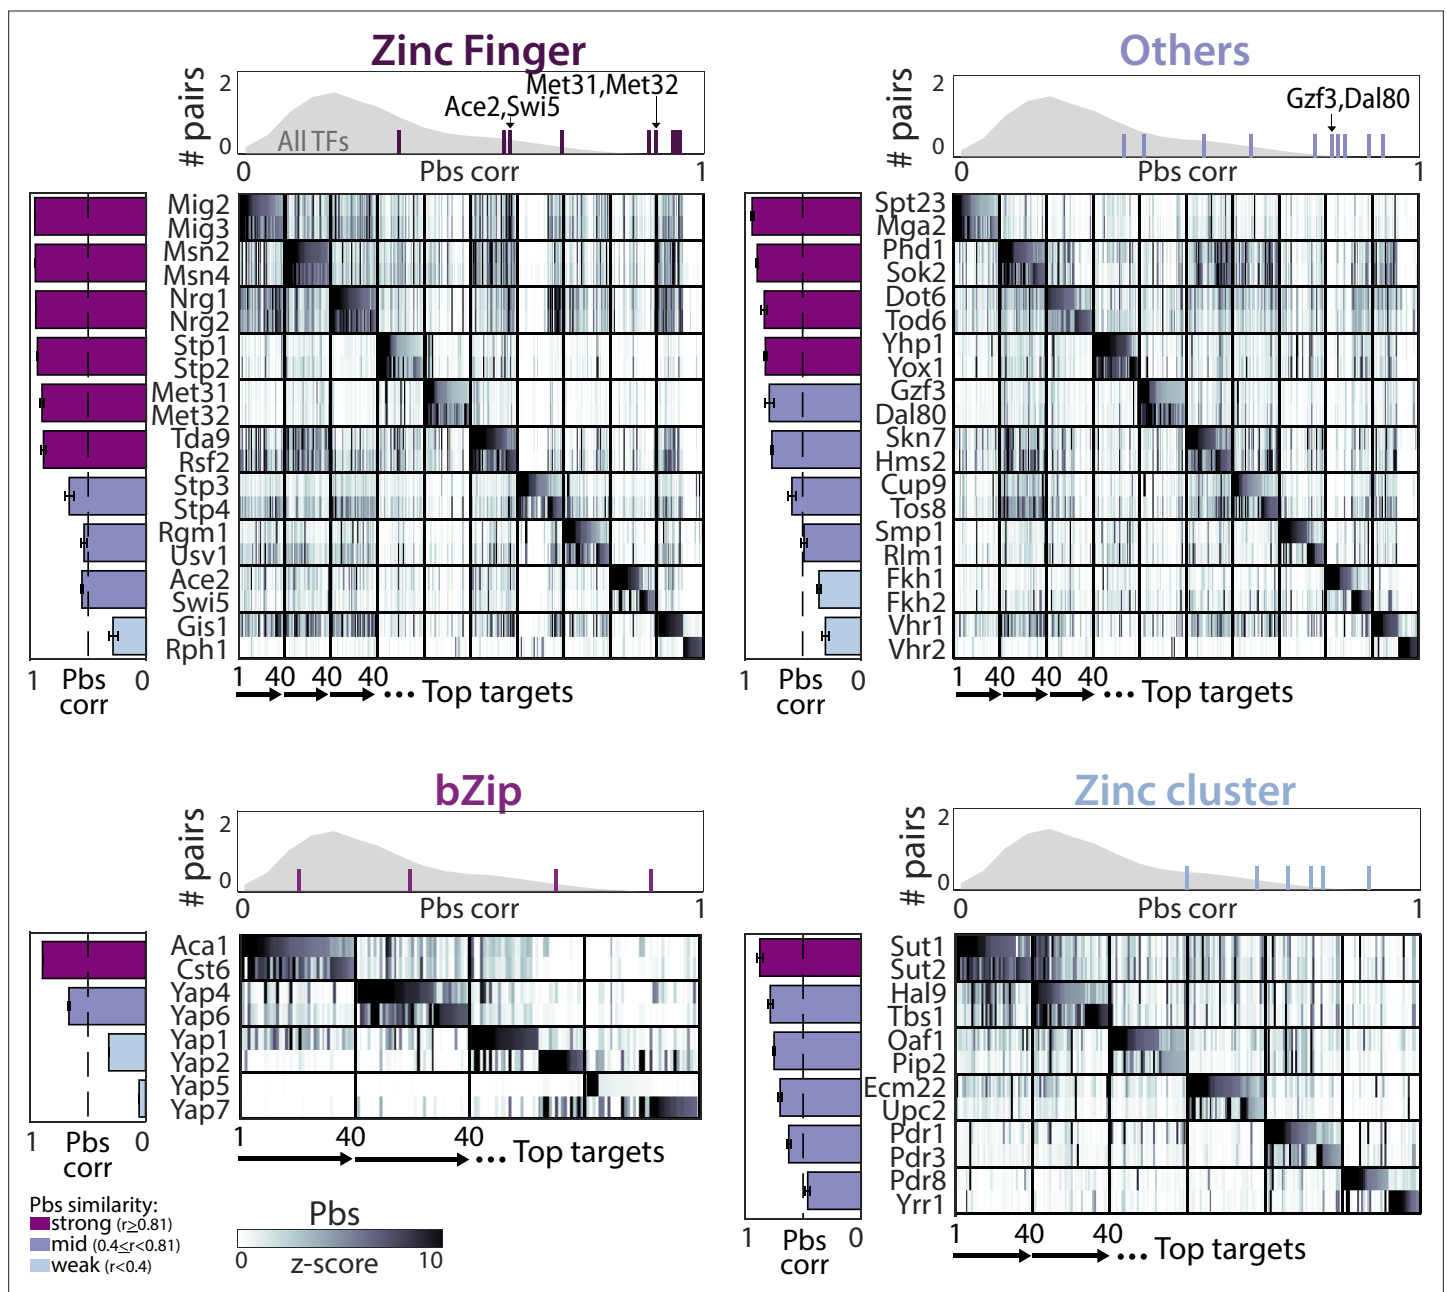 Zinc Finger
# pairs
2
0
Met31,Met32
Ace2,Swi5
All TFs
0
Pbs corr
1
Mig2
Mig3
Msn2
Msn4
Nrg1
Nrg2
Stp1
Stp2
Met31
Met32
Tda9
Rsf2
Stp3
Stp4
Rgm1
Usv1
Ace2
Swi5
Gis1
Rph1
1
Pbs
corr
0
1 40 40 40
... Top targets
Others
# pairs
2
0
Gzf3,Dal80
0
Pbs corr
1
Spt23
Mga2
Phd1
Sok2
Dot6
Tod6
Yhp1
Yox1
Gzf3
Dal80
Skn7
Hms2
Cup9
Tos8
Smp1
Rlm1
Fkh1
Fkh2
Vhr1
Vhr2
1
Pbs
corr
0
1 40 40 40
... Top targets
bZip
# pairs
2
0
0
Pbs corr
1
Aca1
Cst6
Yap4
Yap6
Yap1
Yap2
Yap5
Yap7
1
Pbs
corr
0
1 40 40
... Top targets
Pbs similarity:
strong (r≥0.81)
mid (0.4≤r<0.81)
weak (r<0.4)
Pbs
0
z-score
10
Zinc cluster
# pairs
2
0
0
Pbs corr
1
Sut1
Sut2
Hal9
Tbs1
Oaf1
Pip2
Ecm22
Upc2
Pdr1
Pdr3
Pdr8
Yrr1
1
Pbs
corr
0
1 40 40
... Top targets